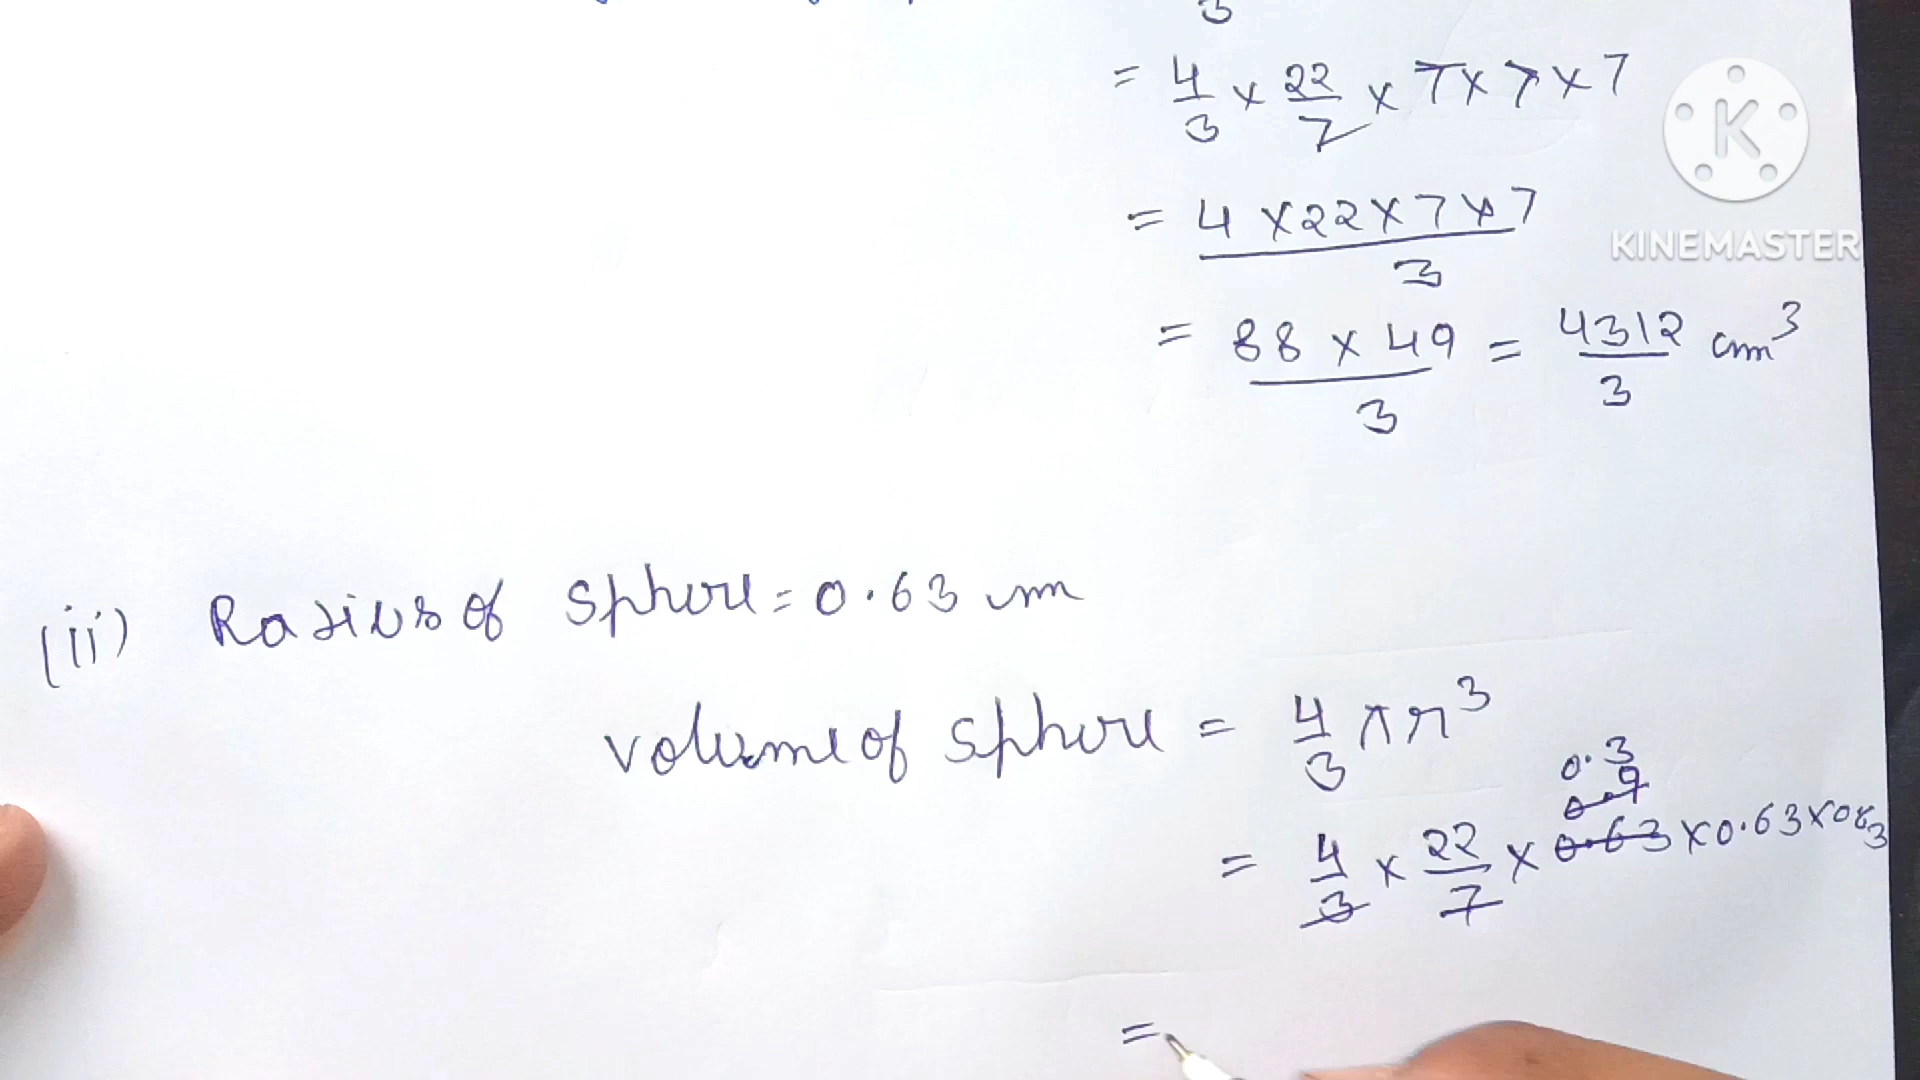 3
= 4/3 × 22/7 × 7 × 7 × 7
= 4 × 22 × 7 × 7 / 3
= 88 × 49 / 3 = 4312 / 3 cm³
KINEMASTER
(ii) Radius of sphere = 0.63 cm
volume of sphere = 4/3 π r³
0.3
0.9
= 4/3 × 22/7 × 0.63 × 0.63 × 0.63
=